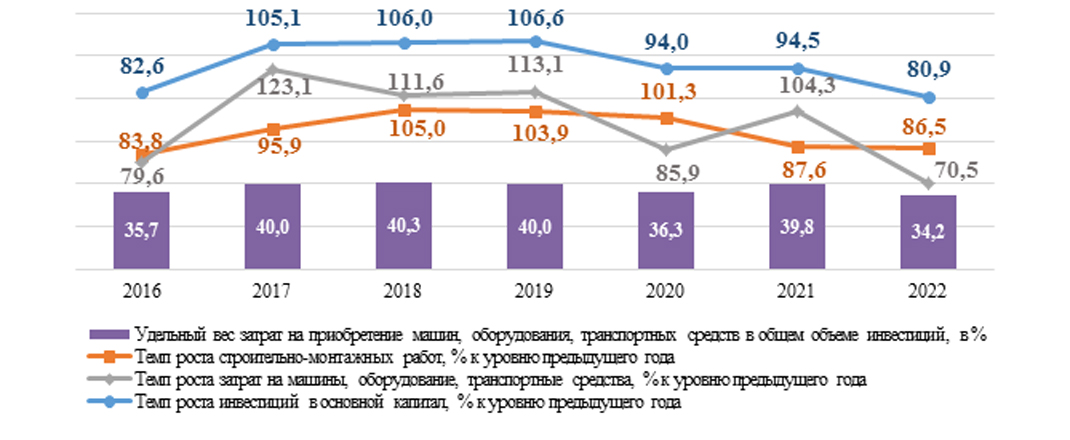 105,1 106,0 106,6
82,6 94,0 94,5 80,9
123,1 111,6 113,1 101,3 104,3
83,8 95,9 105,0 103,9 86,5
79,6 85,9 87,6 70,5
35,7 40,0 40,3 40,0 36,3 39,8 34,2
2016 2017 2018 2019 2020 2021 2022
Удельный вес затрат на приобретение машин, оборудования, транспортных средств в общем объеме инвестиций, в %
Темп роста строительно-монтажных работ, % к уровню предыдущего года
Темп роста затрат на машины, оборудование, транспортные средства, % к уровню предыдущего года
Темп роста инвестиций в основной капитал, % к уровню предыдущего года